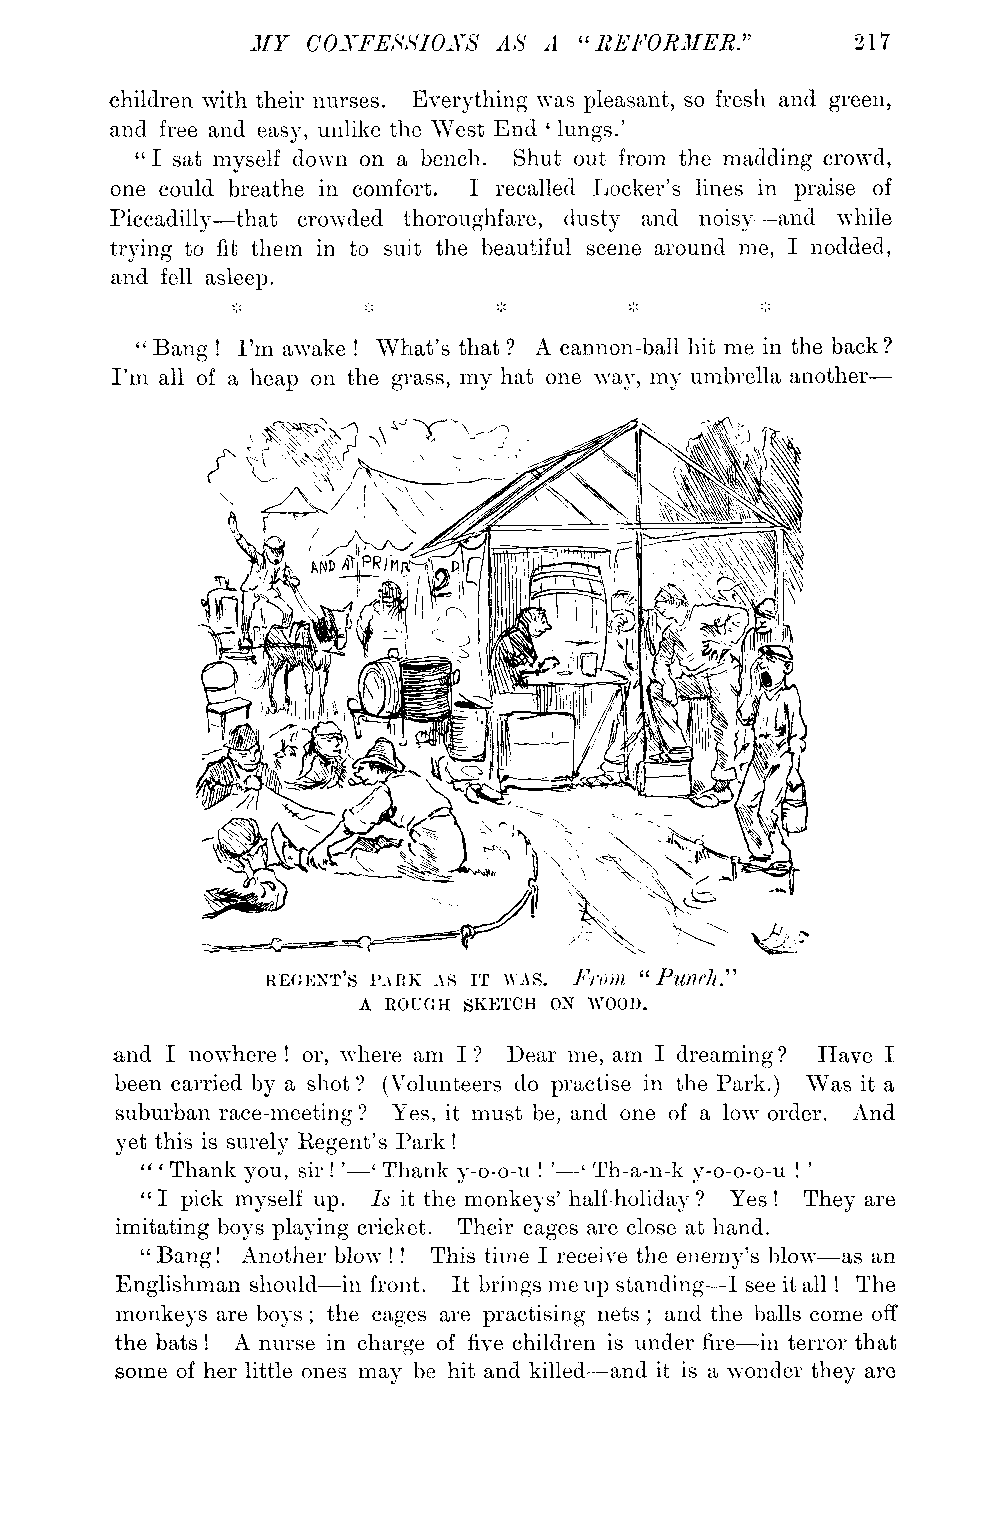 MY CONFESSIONS AS A “REFORMER.” 217
children with their nurses. Everything was pleasant, so fresh and green,
and free and easy, unlike the West End ‘lungs.’
“I sat myself down on a bench. Shut out from the madding crowd,
one could breathe in comfort. I recalled Locker’s lines in praise of
Piccadilly—that crowded thoroughfare, dusty and noisy—and while
trying to fit them in to suit the beautiful scene around me, I nodded,
and fell asleep.
* * * * *
“Bang! I’m awake! What’s that? A cannon-ball hit me in the back?
I’m all of a heap on the grass, my hat one way, my umbrella another—
AND AT PRIMR
2D
H.F.
REGENT’S PARK AS IT WAS. From “Punch.”
A ROUGH SKETCH ON WOOD.
and I nowhere! or, where am I? Dear me, am I dreaming? Have I
been carried by a shot? (Volunteers do practise in the Park.) Was it a
suburban race-meeting? Yes, it must be, and one of a low order. And
yet this is surely Regent’s Park!
“‘Thank you, sir!’—‘Thank y-o-o-u!’—‘Th-a-n-k y-o-o-o-u!’
“I pick myself up. Is it the monkeys’ half-holiday? Yes! They are
imitating boys playing cricket. Their cages are close at hand.
“Bang! Another blow!! This time I receive the enemy’s blow—as an
Englishman should—in front. It brings me up standing—I see it all! The
monkeys are boys; the cages are practising nets; and the balls come off
the bats! A nurse in charge of five children is under fire—in terror that
some of her little ones may be hit and killed—and it is a wonder they are